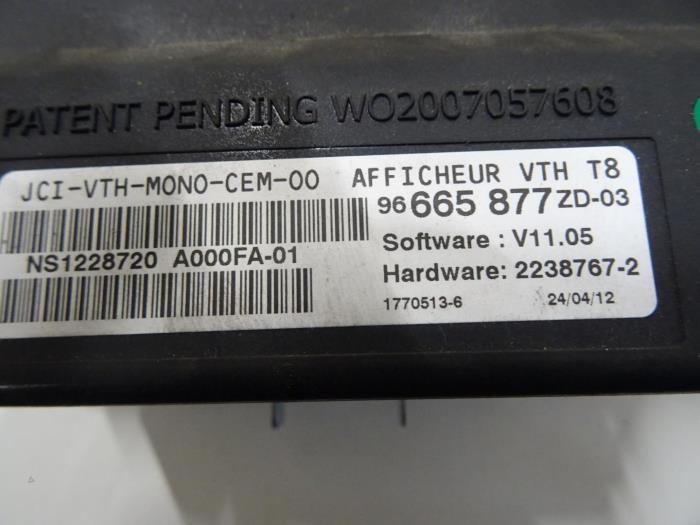 PATENT PENDING WO2007057608
JCI-VTH-MONO-CEM-00 AFFICHEUR VTH T8
96 665 877 ZD-03
Software : V11.05
NS1228720 A000FA-01
Hardware: 2238767-2
1770513-6 24/04/12